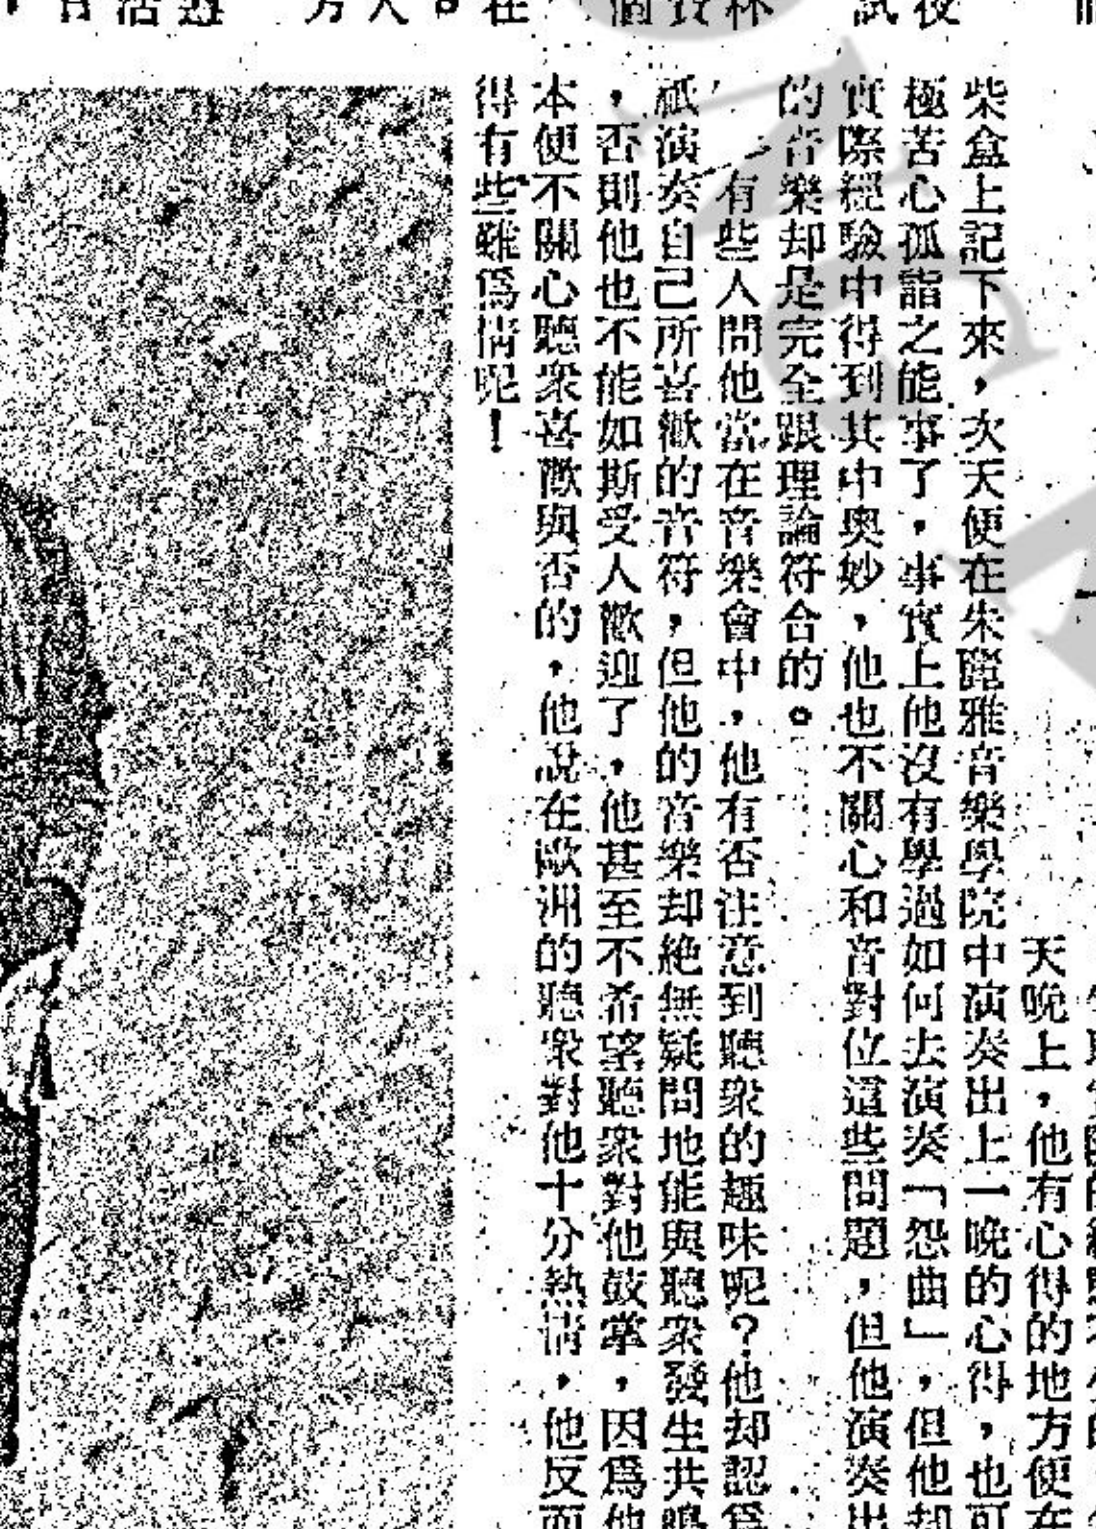 天晚上，他有心得的地方便在
柴盒上記下來，次天便在朱麗雅音樂學院中演奏出上一晚的心得，也可
極苦心孤詣之能事了，事實上他沒有學過如何去演奏「怨曲」，但他却
實際經驗中得到其中奧妙，他也不關心和音對位這些問題，但他演奏出
的音樂却是完全跟理論符合的。
有些人問他當在音樂會中，他有否注意到聽衆的趣味呢？他却認爲
祇演奏自己所喜歡的音符，但他的音樂却絶無疑問地能與聽衆發生共鳴
，否則他也不能如斯受人歡迎了，他甚至不希望聽衆對他鼓掌，因爲他
本便不關心聽衆喜歡與否的，他說在歐洲的聽衆對他十分熱情，他反而
得有些難爲情呢！